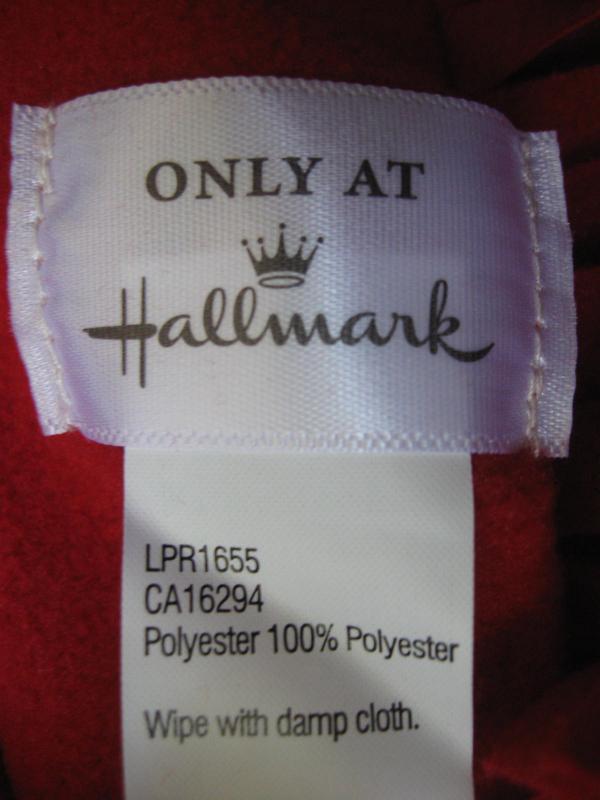 ONLY AT
Hallmark
LPR1655
CA16294
Polyester 100% Polyester
Wipe with damp cloth.